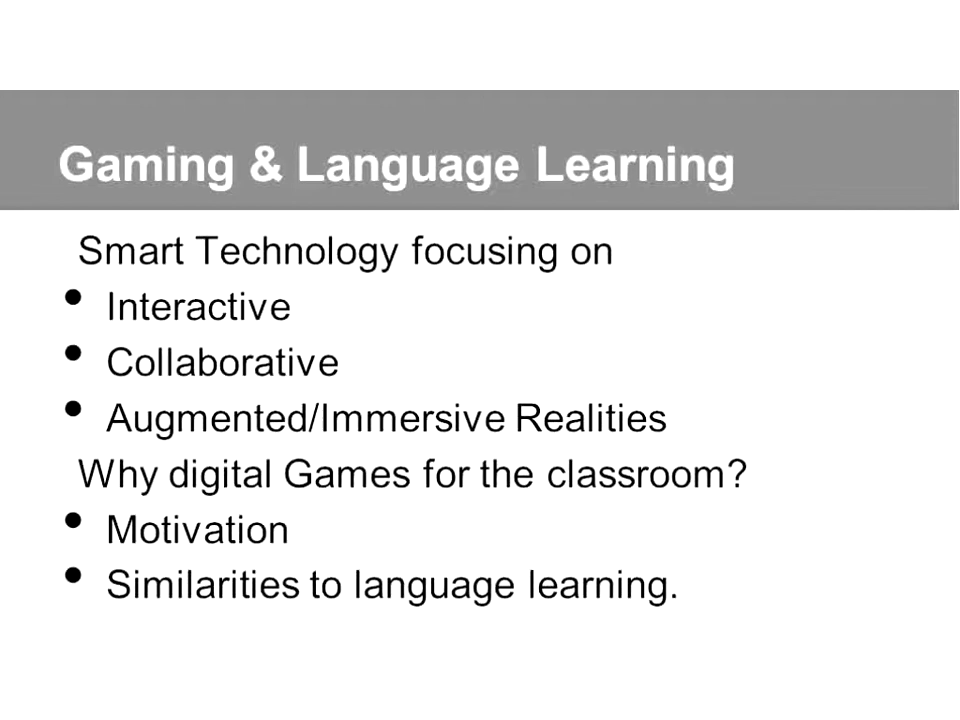 Gaming & Language Learning
Smart Technology focusing on
• Interactive
• Collaborative
• Augmented/Immersive Realities
Why digital Games for the classroom?
• Motivation
• Similarities to language learning.